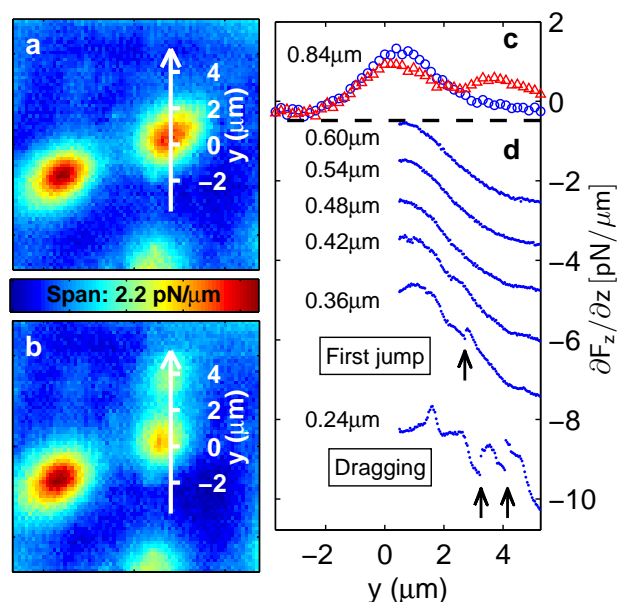 a
4
2
0
−2
y (μm)
Span: 2.2 pN/μm
b
4
2
0
−2
y (μm)
c
0.84μm
d
0.60μm
0.54μm
0.48μm
0.42μm
0.36μm
First jump
0.24μm
Dragging
2
0
−2
−4
−6
−8
−10
∂F_z/∂z [pN/μm]
−2 0 2 4
y (μm)